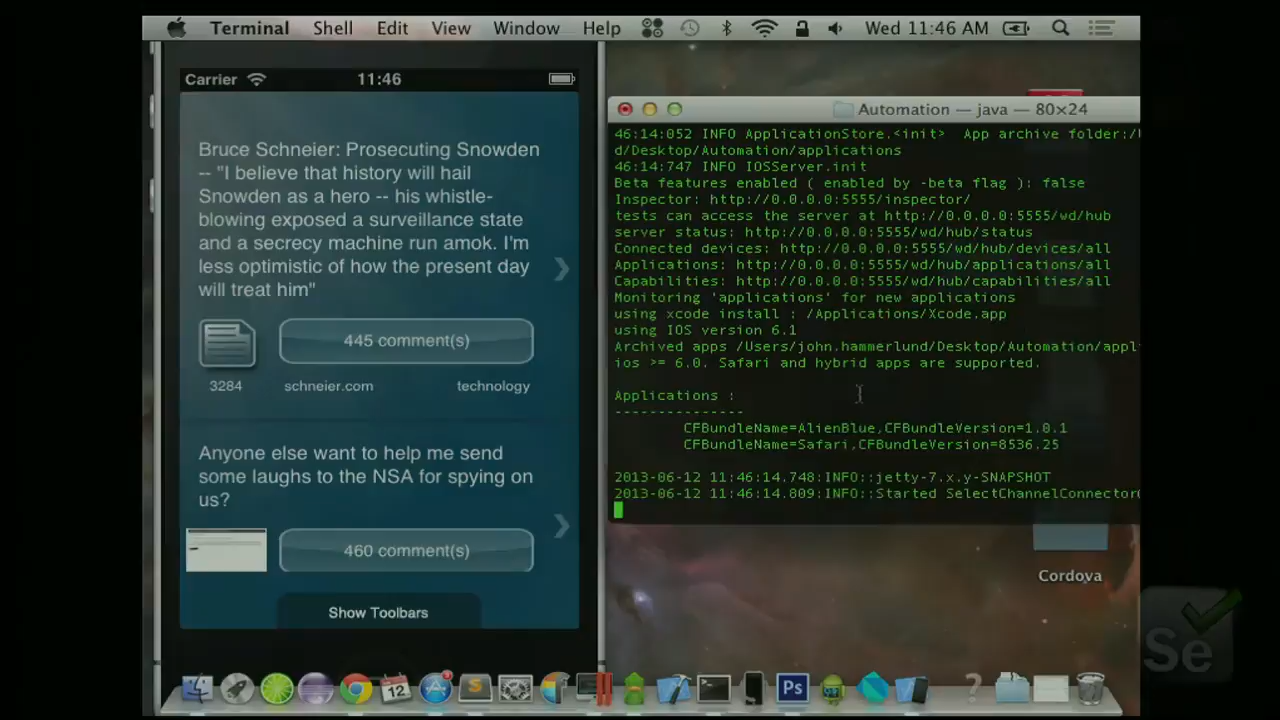 Terminal Shell Edit View Window Help Wed 11:46 AM
Carrier 11:46
Bruce Schneier: Prosecuting Snowden
-- "I believe that history will hail
Snowden as a hero -- his whistle-
blowing exposed a surveillance state
and a secrecy machine run amok. I'm
less optimistic of how the present day
will treat him"
445 comment(s)
3284 schneier.com technology
Anyone else want to help me send
some laughs to the NSA for spying on
us?
460 comment(s)
Show Toolbars
Automation — java — 80×24
46:14:052 INFO ApplicationStore.<init> App archive folder:/
d/Desktop/Automation/applications
46:14:747 INFO IOSServer.init
Beta features enabled ( enabled by -beta flag ): false
Inspector: http://0.0.0.0:5555/inspector/
tests can access the server at http://0.0.0.0:5555/wd/hub
server status: http://0.0.0.0:5555/wd/hub/status
Connected devices: http://0.0.0.0:5555/wd/hub/devices/all
Applications: http://0.0.0.0:5555/wd/hub/applications/all
Capabilities: http://0.0.0.0:5555/wd/hub/capabilities/all
Monitoring 'applications' for new applications
using xcode install : /Applications/Xcode.app
using IOS version 6.1
Archived apps /Users/john.hammerlund/Desktop/Automation/appl
ios >= 6.0. Safari and hybrid apps are supported.
Applications :
---------------
CFBundleName=AlienBlue,CFBundleVersion=1.0.1
CFBundleName=Safari,CFBundleVersion=8536.25
2013-06-12 11:46:14.748:INFO::jetty-7.x.y-SNAPSHOT
2013-06-12 11:46:14.809:INFO::Started SelectChannelConnector
Cordova
12
S
Ps
?
Se